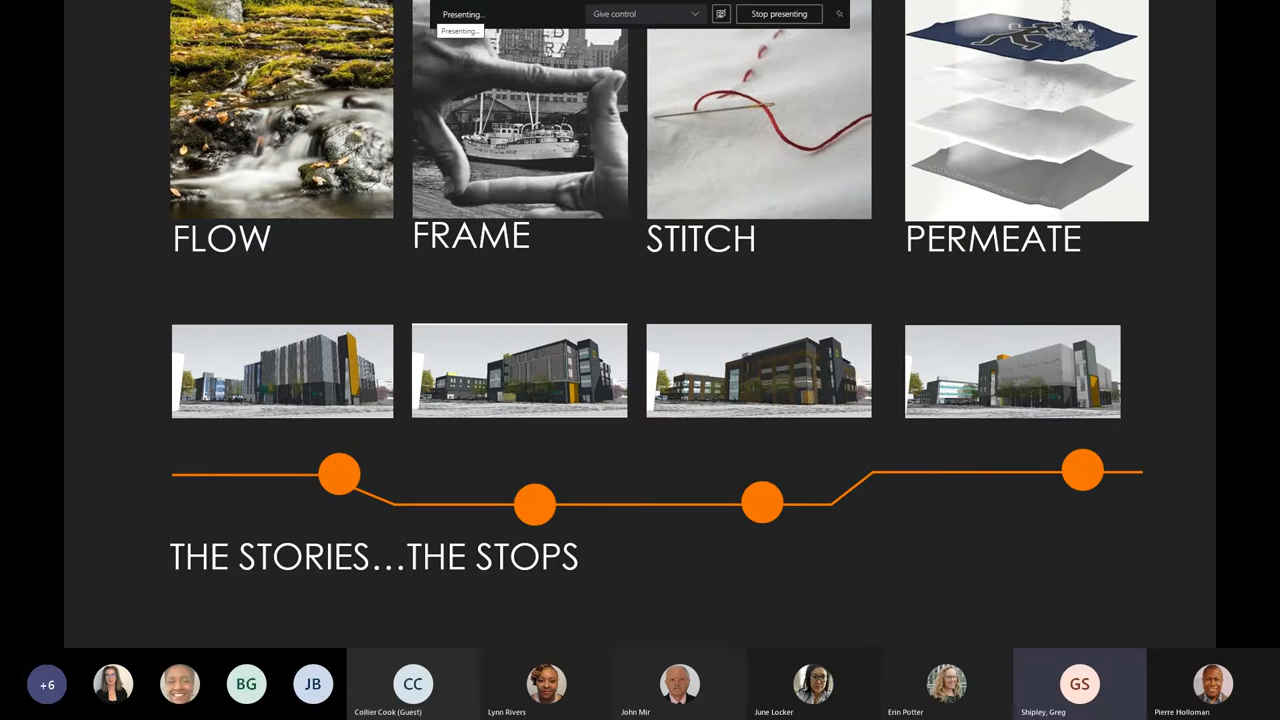 Presenting...
Give control
Stop presenting
Presenting...
FLOW
FRAME
STITCH
PERMEATE
THE STORIES...THE STOPS
+6
BG
JB
CC
GS
Collier Cook (Guest)
Lynn Rivers
John Mir
June Locker
Erin Potter
Shipley, Greg
Pierre Holloman